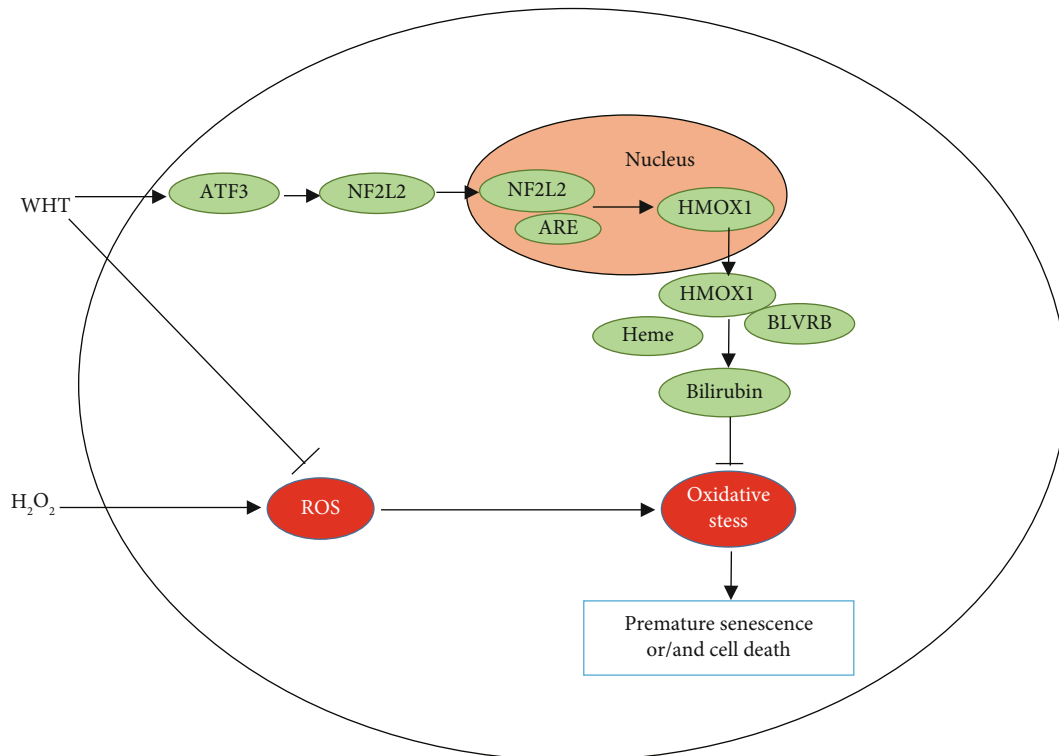 Nucleus
WHT
ATF3
NF2L2
NF2L2
ARE
HMOX1
HMOX1
BLVRB
Heme
Bilirubin
H₂O₂
ROS
Oxidative
stess
Premature senescence
or/and cell death